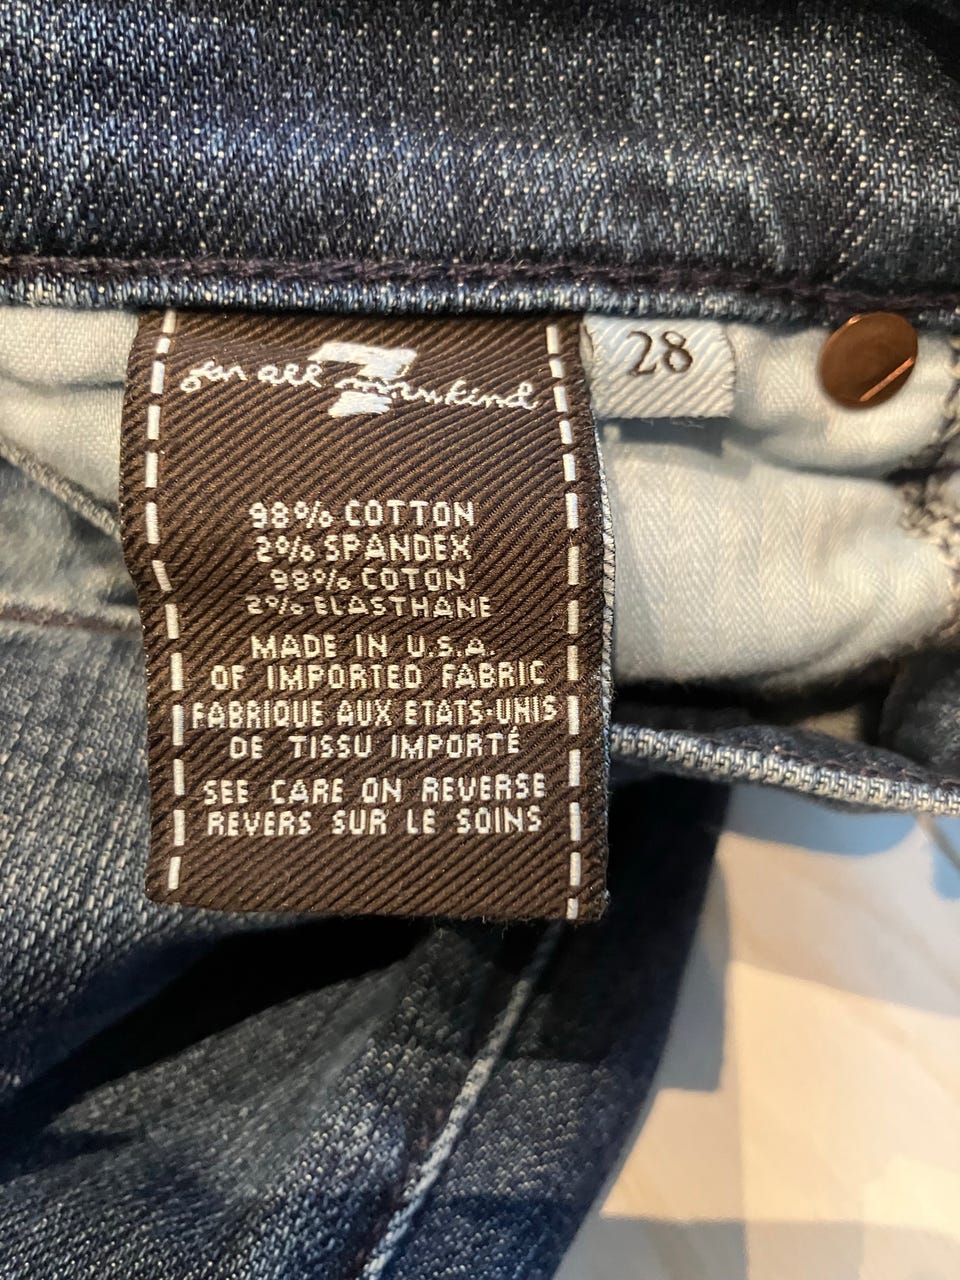 7
for all mankind
28
98% COTTON
2% SPANDEX
98% COTON
2% ELASTHANE
MADE IN U.S.A.
OF IMPORTED FABRIC
FABRIQUE AUX ETATS-UNIS
DE TISSU IMPORTÉ
SEE CARE ON REVERSE
REVERS SUR LE SOINS